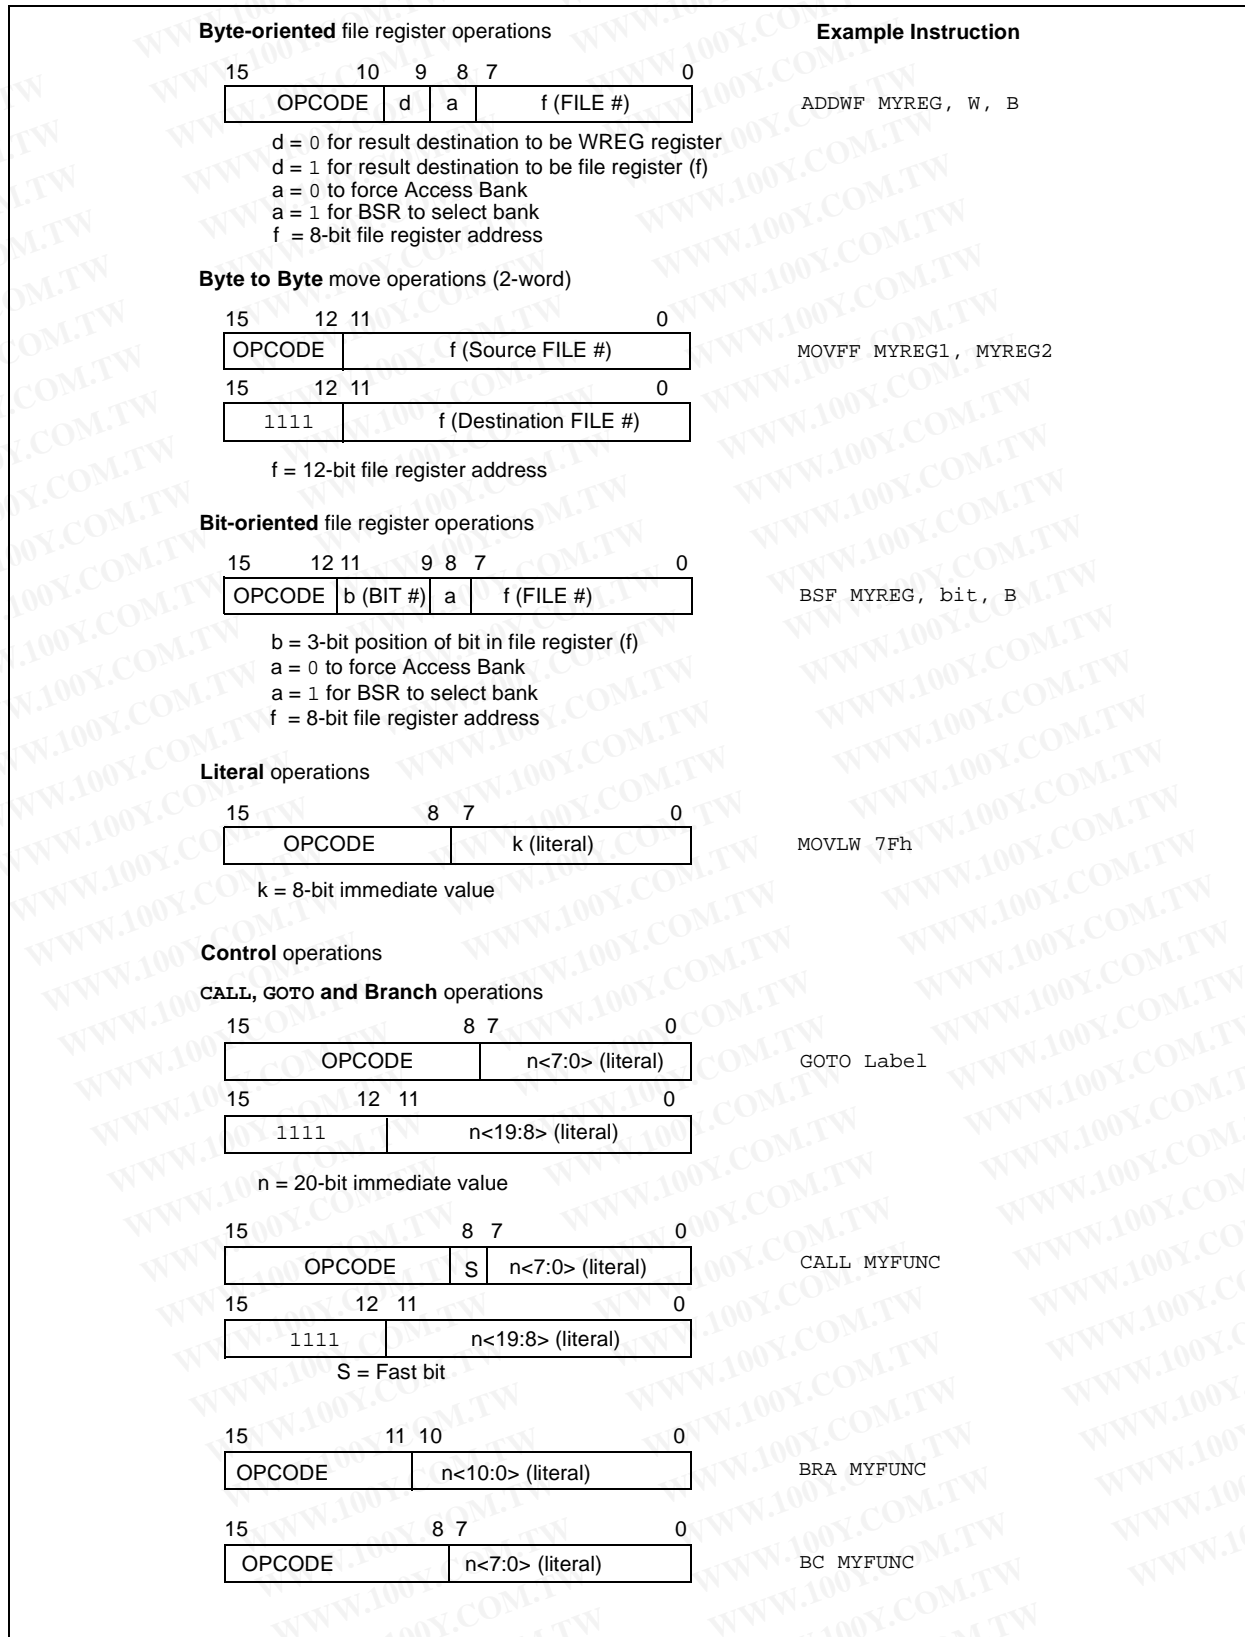 Byte-oriented file register operations    Example Instruction
15 10 9 8 7 0
OPCODE d a f (FILE #)    ADDWF MYREG, W, B
d = 0 for result destination to be WREG register
d = 1 for result destination to be file register (f)
a = 0 to force Access Bank
a = 1 for BSR to select bank
f = 8-bit file register address
Byte to Byte move operations (2-word)
15 12 11 0
OPCODE f (Source FILE #)    MOVFF MYREG1, MYREG2
15 12 11 0
1111 f (Destination FILE #)
f = 12-bit file register address
Bit-oriented file register operations
15 12 11 9 8 7 0
OPCODE b (BIT #) a f (FILE #)    BSF MYREG, bit, B
b = 3-bit position of bit in file register (f)
a = 0 to force Access Bank
a = 1 for BSR to select bank
f = 8-bit file register address
Literal operations
15 8 7 0
OPCODE k (literal)    MOVLW 7Fh
k = 8-bit immediate value
Control operations
CALL, GOTO and Branch operations
15 8 7 0
OPCODE n<7:0> (literal)    GOTO Label
15 12 11 0
1111 n<19:8> (literal)
n = 20-bit immediate value
15 8 7 0
OPCODE S n<7:0> (literal)    CALL MYFUNC
15 12 11 0
1111 n<19:8> (literal)
S = Fast bit
15 11 10 0
OPCODE n<10:0> (literal)    BRA MYFUNC
15 8 7 0
OPCODE n<7:0> (literal)    BC MYFUNC
WWW.100Y.COM.TW